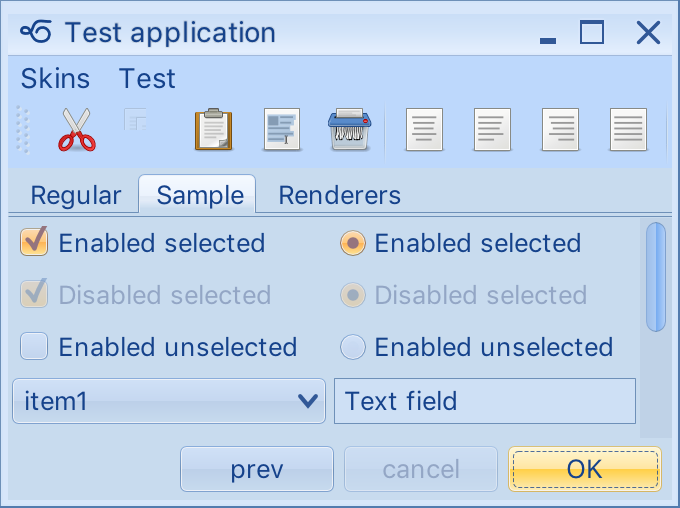 Test application
Skins Test
Regular Sample Renderers
Enabled selected Enabled selected
Disabled selected Disabled selected
Enabled unselected Enabled unselected
item1 Text field
prev cancel OK